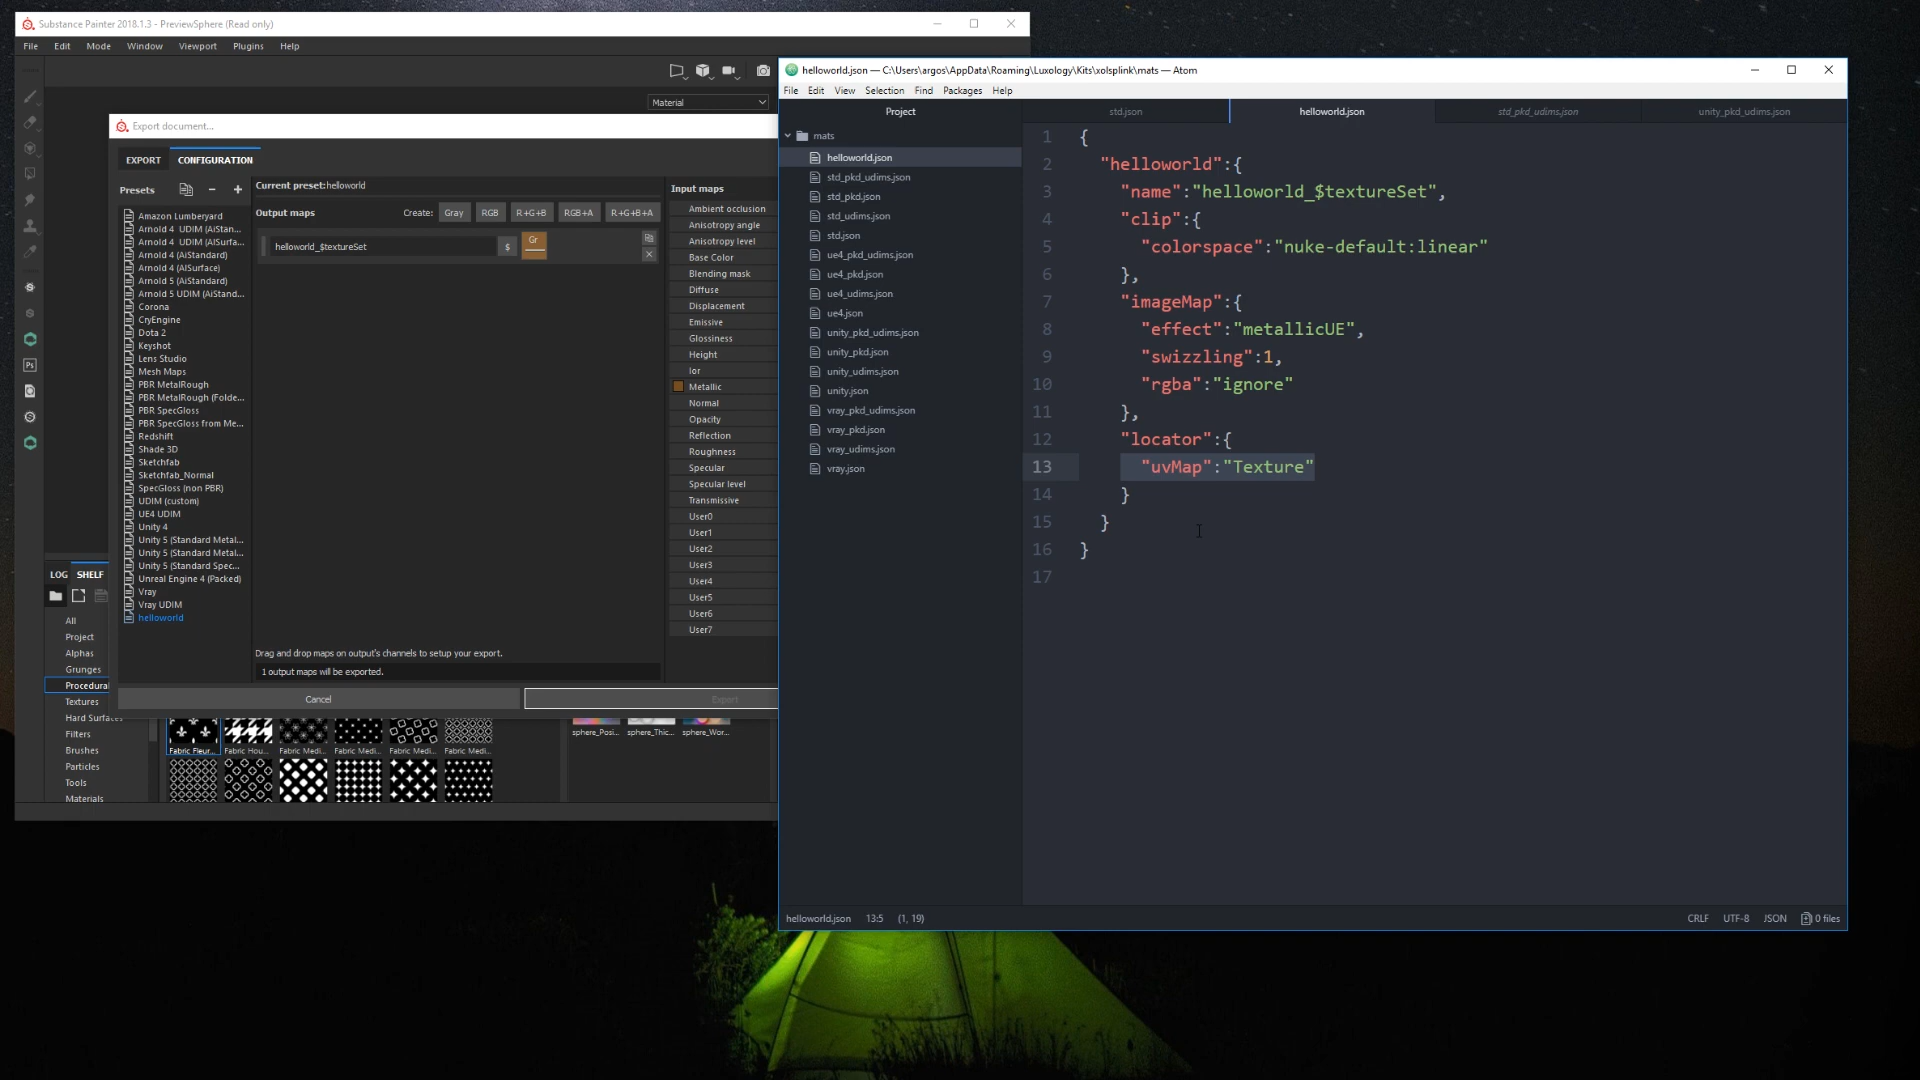 Substance Painter 2018.1.3 - PreviewSphere (Read only)
File Edit Mode Window Viewport Plugins Help
Material
Export document...
EXPORT CONFIGURATION
Presets
Amazon Lumberyard
Arnold 4 UDIM (AiStan...
Arnold 4 UDIM (AiSurfa...
Arnold 4 (AiStandard)
Arnold 4 (AiSurface)
Arnold 5 (AiStandard)
Arnold 5 UDIM (AiStand...
Corona
CryEngine
Dota 2
Keyshot
Lens Studio
Mesh Maps
PBR MetalRough
PBR MetalRough (Folde...
PBR SpecGloss
PBR SpecGloss from Me...
Redshift
Shade 3D
Sketchfab
Sketchfab_Normal
SpecGloss (non PBR)
UDIM (custom)
UE4 UDIM
Unity 4
Unity 5 (Standard Metal...
Unity 5 (Standard Metal...
Unity 5 (Standard Spec...
Unreal Engine 4 (Packed)
Vray
Vray UDIM
helloworld
Current preset:helloworld
Output maps Create: Gray RGB R+G+B RGB+A R+G+B+A
helloworld_$textureSet $ Gr
Drag and drop maps on output's channels to setup your export.
1 output maps will be exported.
Cancel Export
Input maps
Ambient occlusion
Anisotropy angle
Anisotropy level
Base Color
Blending mask
Diffuse
Displacement
Emissive
Glossiness
Height
Ior
Metallic
Normal
Opacity
Reflection
Roughness
Specular
Specular level
Transmissive
User0
User1
User2
User3
User4
User5
User6
User7
Ps
LOG SHELF
All
Project
Alphas
Grunges
Procedural
Textures
Hard Surfaces
Filters
Brushes
Particles
Tools
Materials
Fabric Fleur... Fabric Hou... Fabric Medi... Fabric Medi... Fabric Medi... Fabric Medi...
sphere_Posi... sphere_Thic... sphere_Wor...
helloworld.json — C:\Users\argos\AppData\Roaming\Luxology\Kits\xolsplink\mats — Atom
File Edit View Selection Find Packages Help
Project
mats
helloworld.json
std_pkd_udims.json
std_pkd.json
std_udims.json
std.json
ue4_pkd_udims.json
ue4_pkd.json
ue4_udims.json
ue4.json
unity_pkd_udims.json
unity_pkd.json
unity_udims.json
unity.json
vray_pkd_udims.json
vray_pkd.json
vray_udims.json
vray.json
std.json helloworld.json std_pkd_udims.json unity_pkd_udims.json
1 {
2 "helloworld":{
3 "name":"helloworld_$textureSet",
4 "clip":{
5 "colorspace":"nuke-default:linear"
6 },
7 "imageMap":{
8 "effect":"metallicUE",
9 "swizzling":1,
10 "rgba":"ignore"
11 },
12 "locator":{
13 "uvMap":"Texture"
14 }
15 }
16 }
17
helloworld.json 13:5 (1, 19) CRLF UTF-8 JSON 0 files